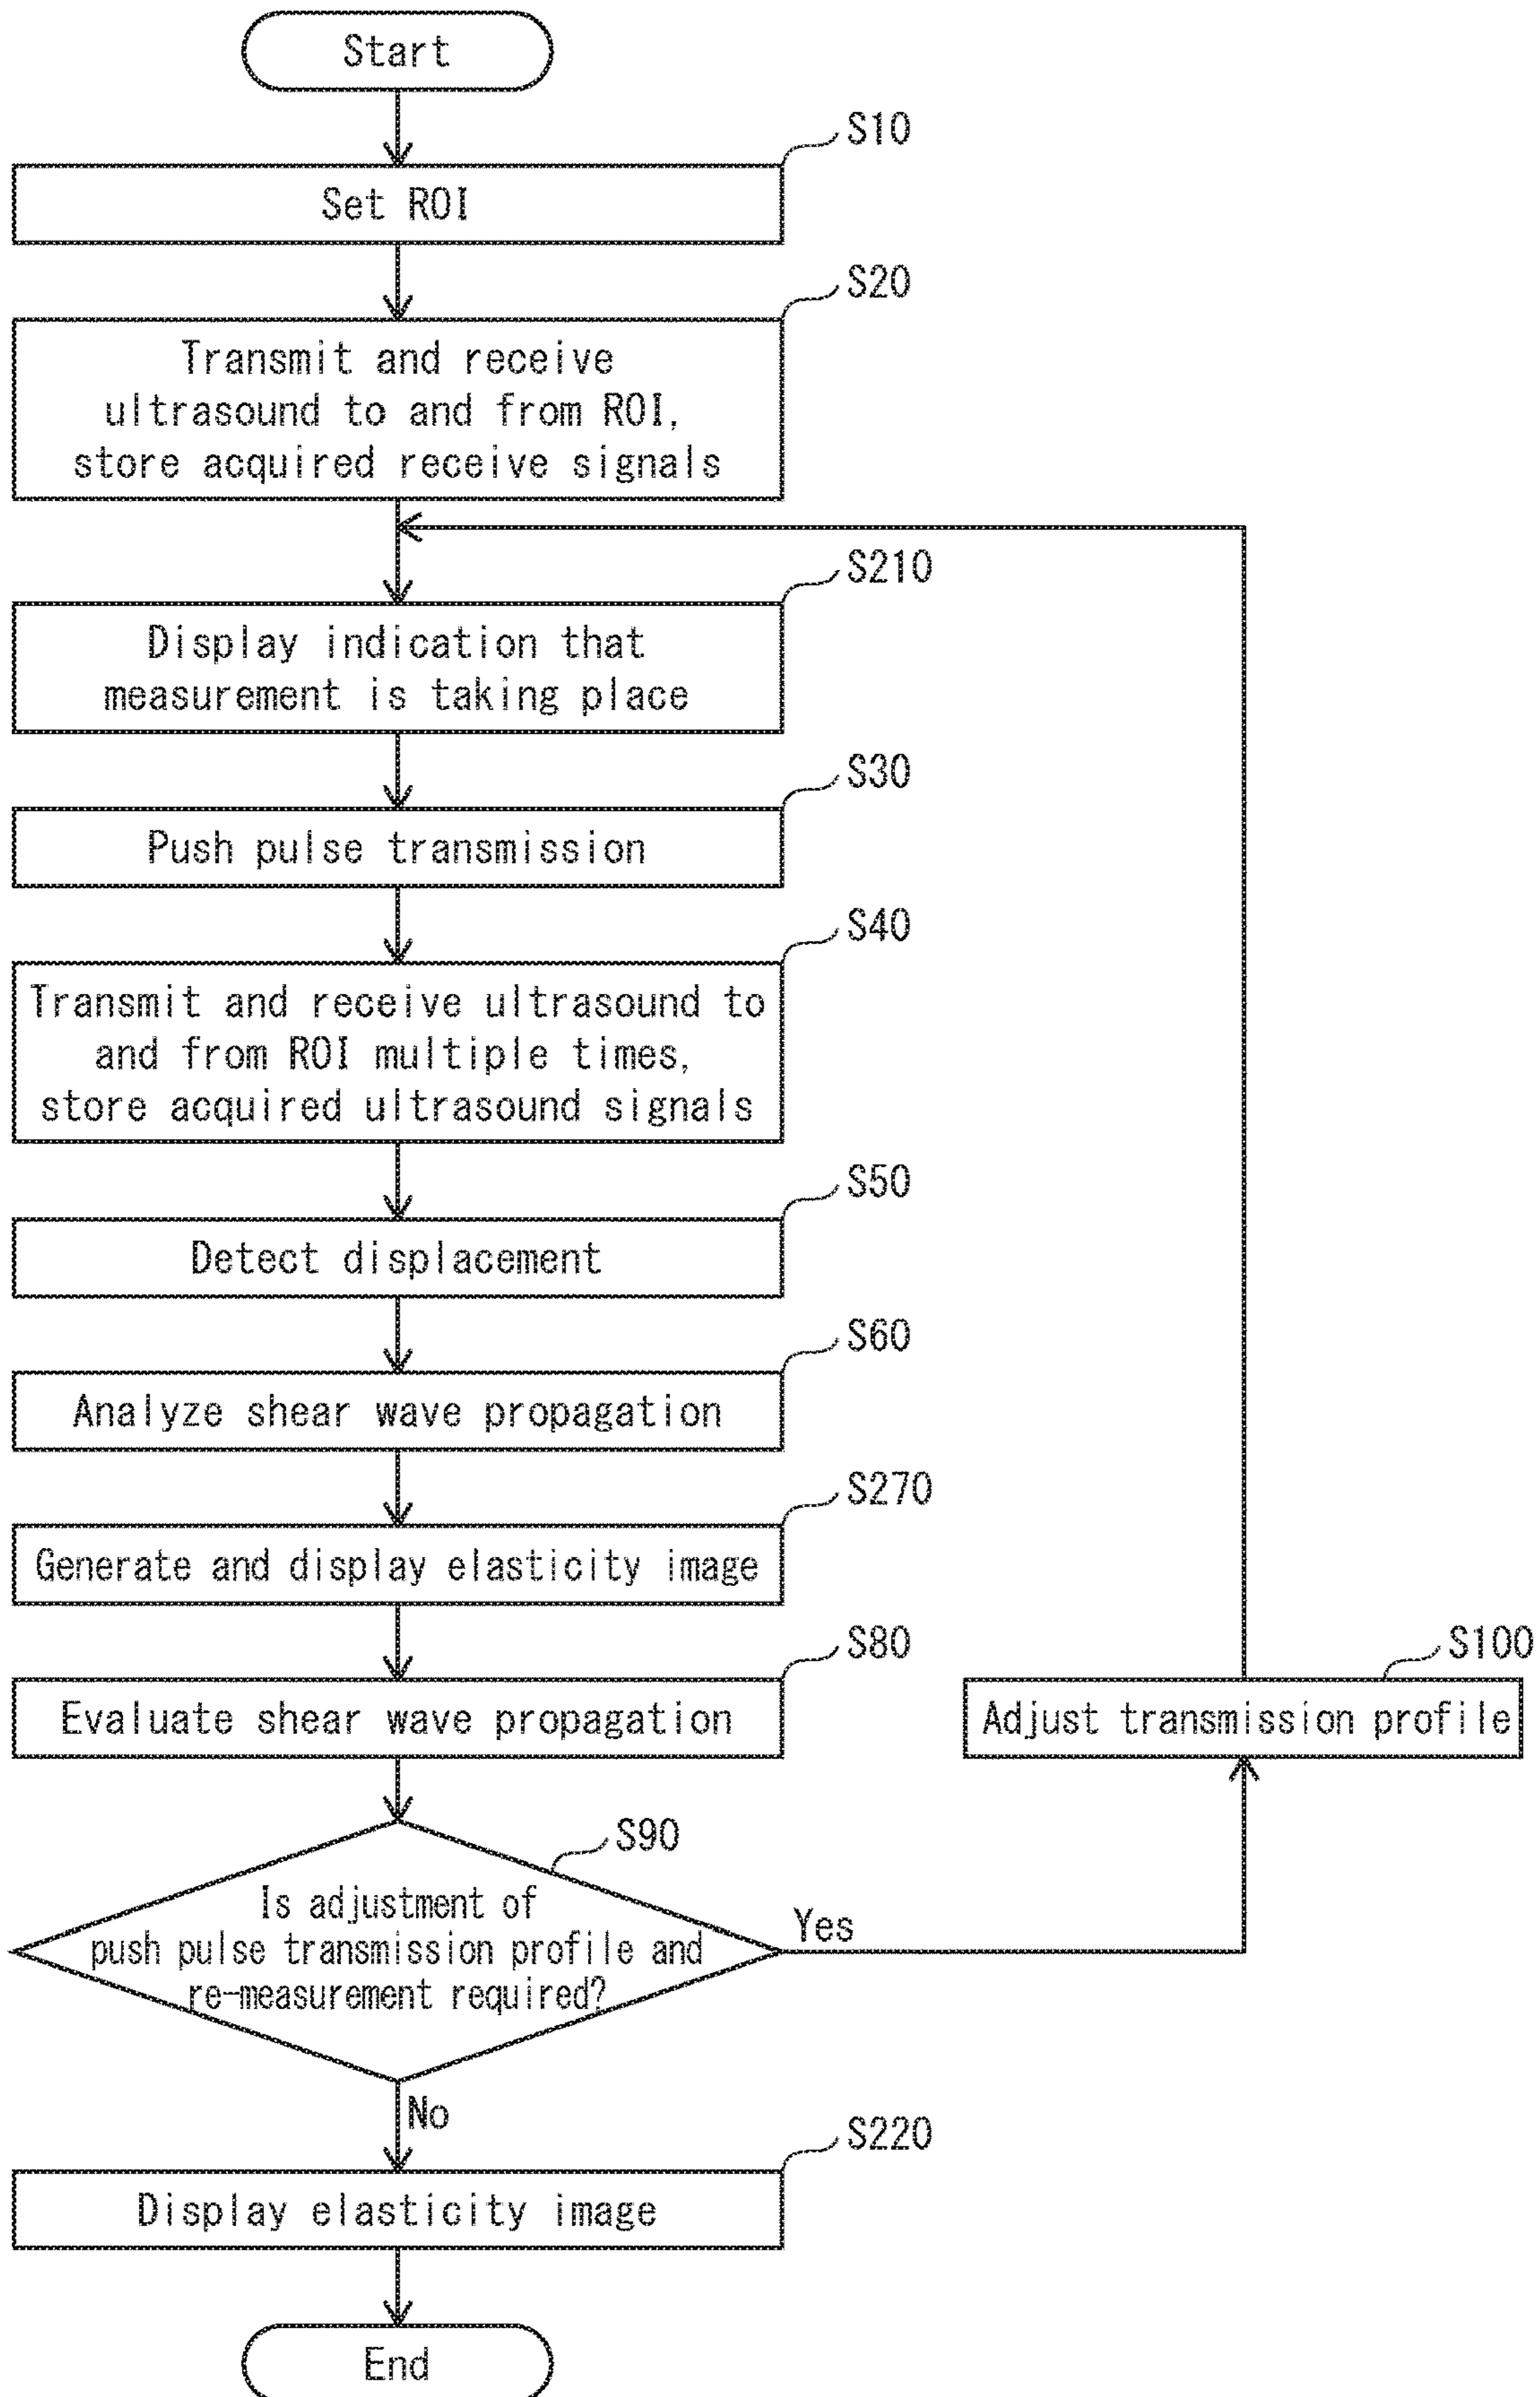 Start
S10
Set ROI
S20
Transmit and receive
ultrasound to and from ROI,
store acquired receive signals
S210
Display indication that
measurement is taking place
S30
Push pulse transmission
S40
Transmit and receive ultrasound to
and from ROI multiple times,
store acquired ultrasound signals
S50
Detect displacement
S60
Analyze shear wave propagation
S270
Generate and display elasticity image
S80
Evaluate shear wave propagation
S100
Adjust transmission profile
S90
Is adjustment of
push pulse transmission profile and
re-measurement required?
Yes
No
S220
Display elasticity image
End